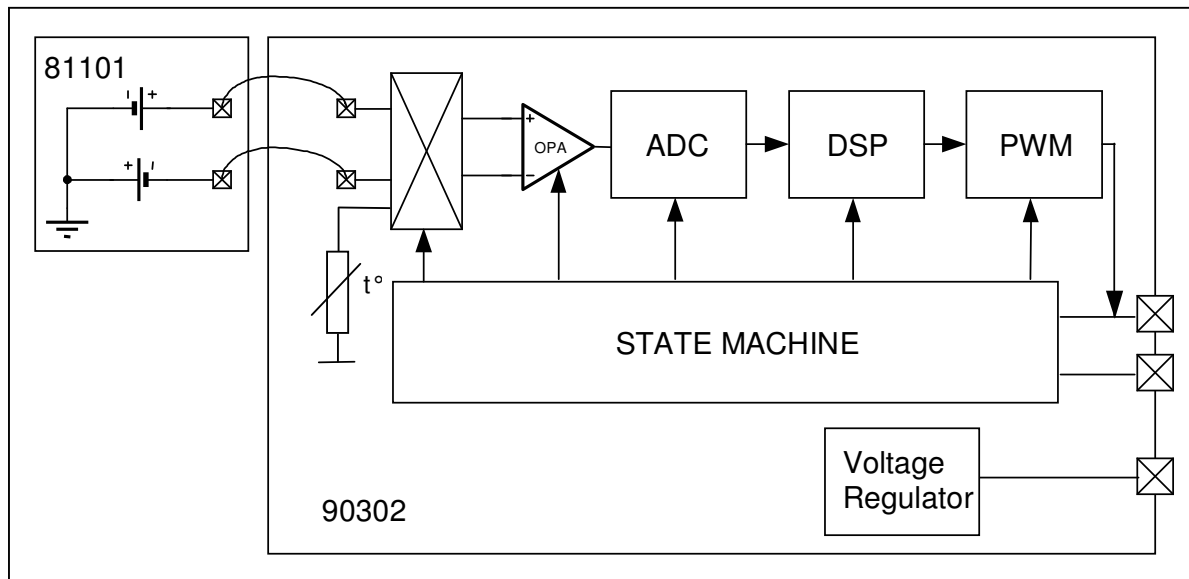 81101
+
+
t°
+
−
OPA
ADC
DSP
PWM
STATE MACHINE
Voltage
Regulator
90302